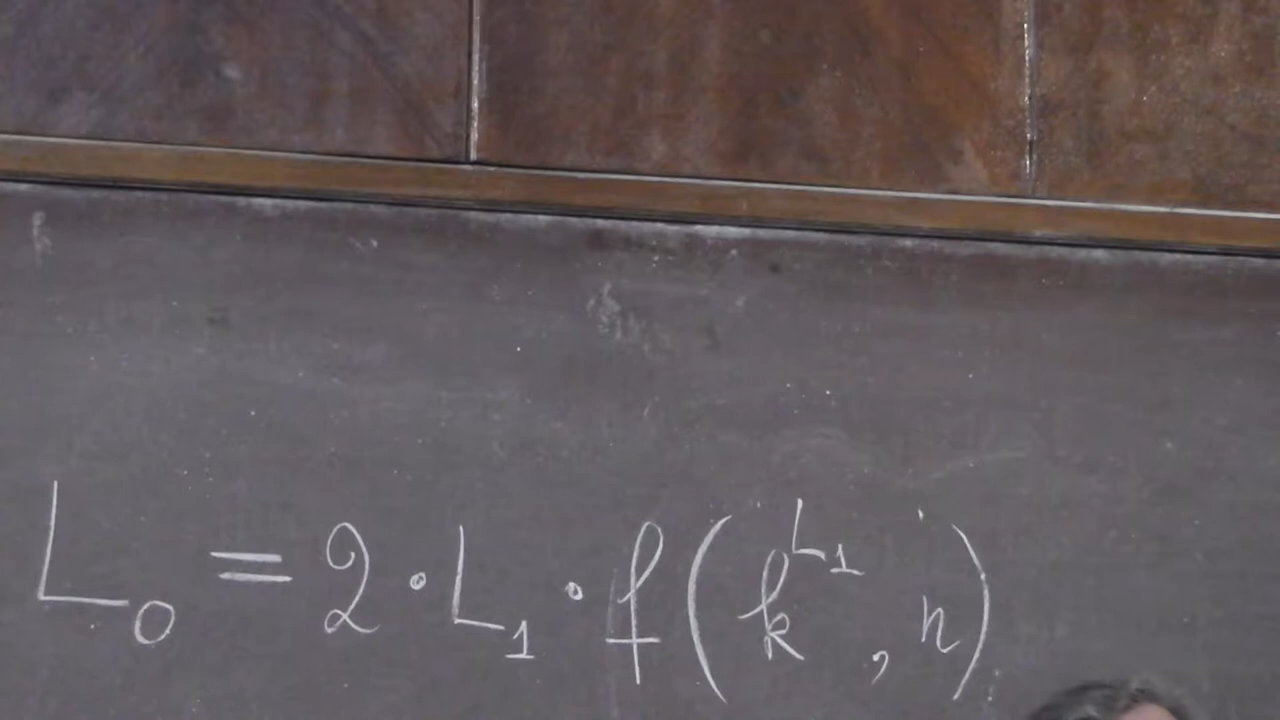 L₀ = 2 · L₁ · f(k^{L₁}, n)